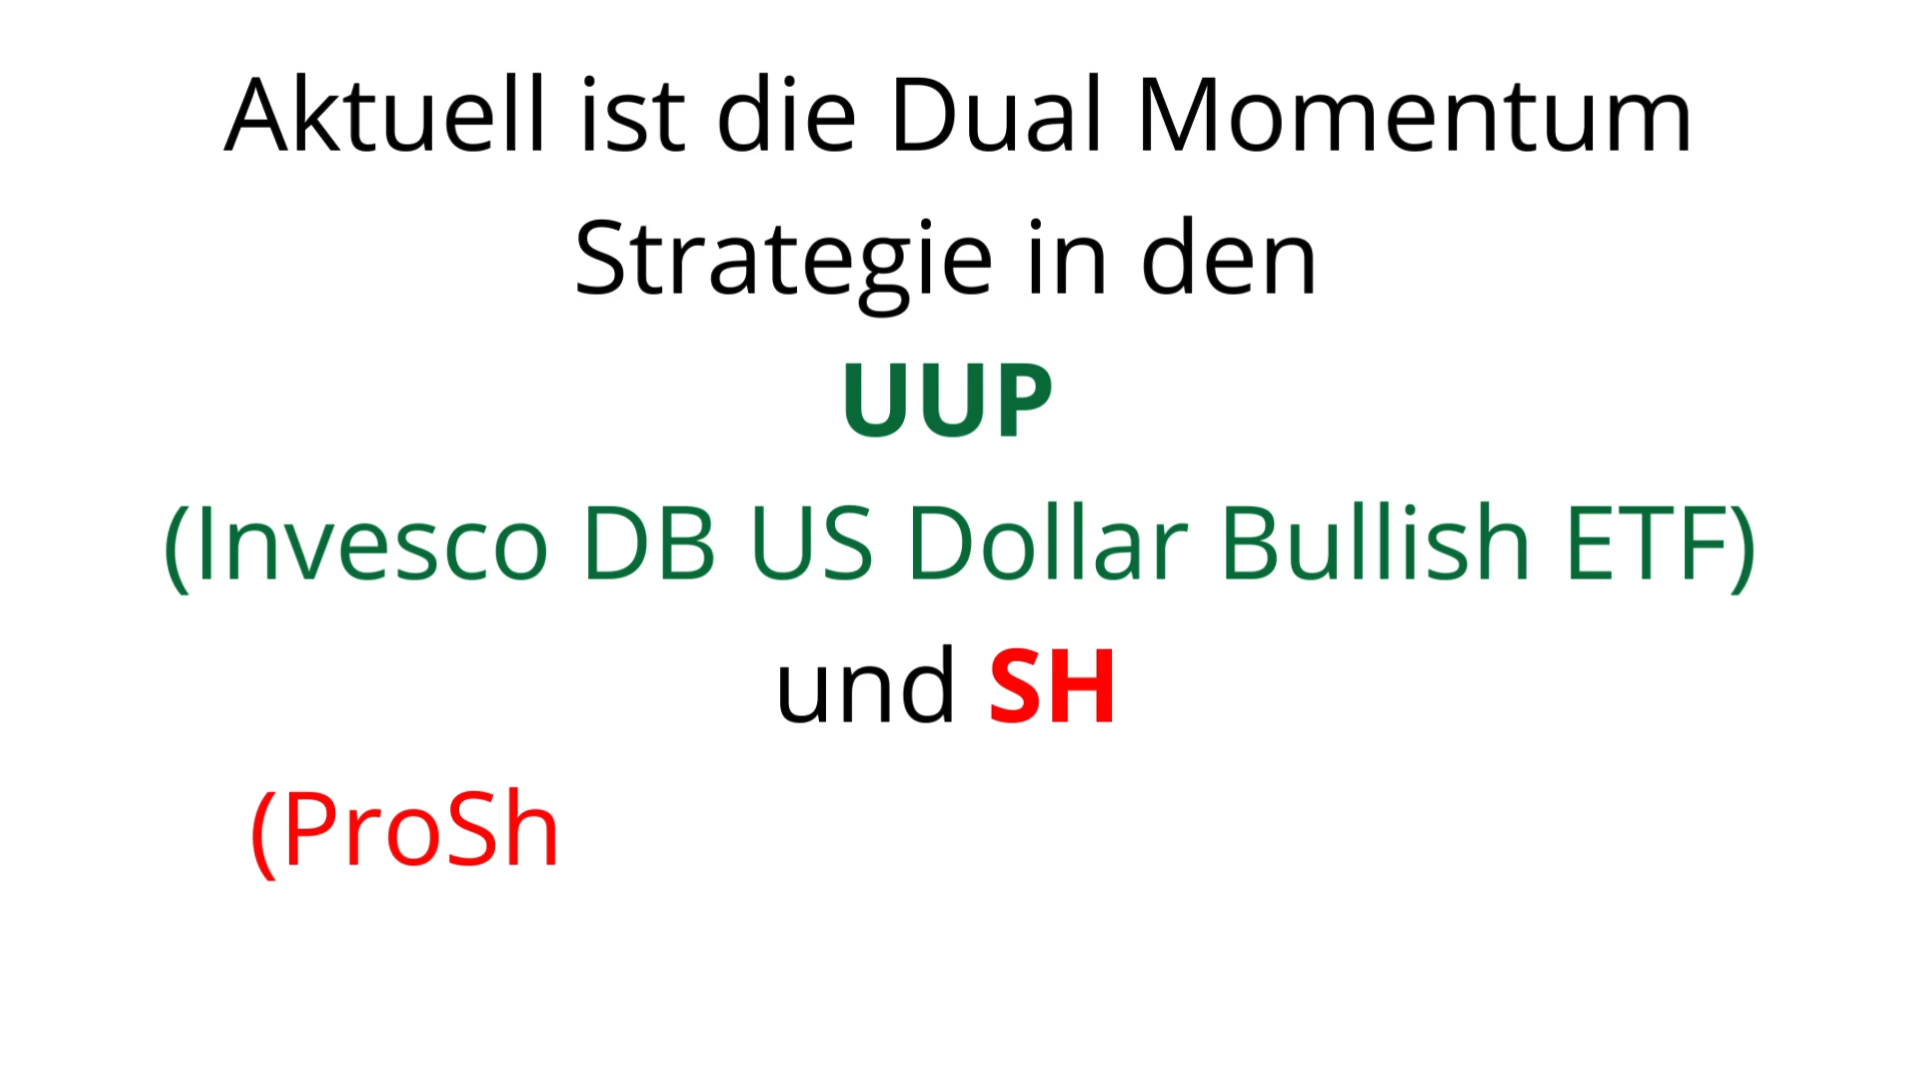 Aktuell ist die Dual Momentum
Strategie in den
UUP
(Invesco DB US Dollar Bullish ETF)
und SH
(ProSh